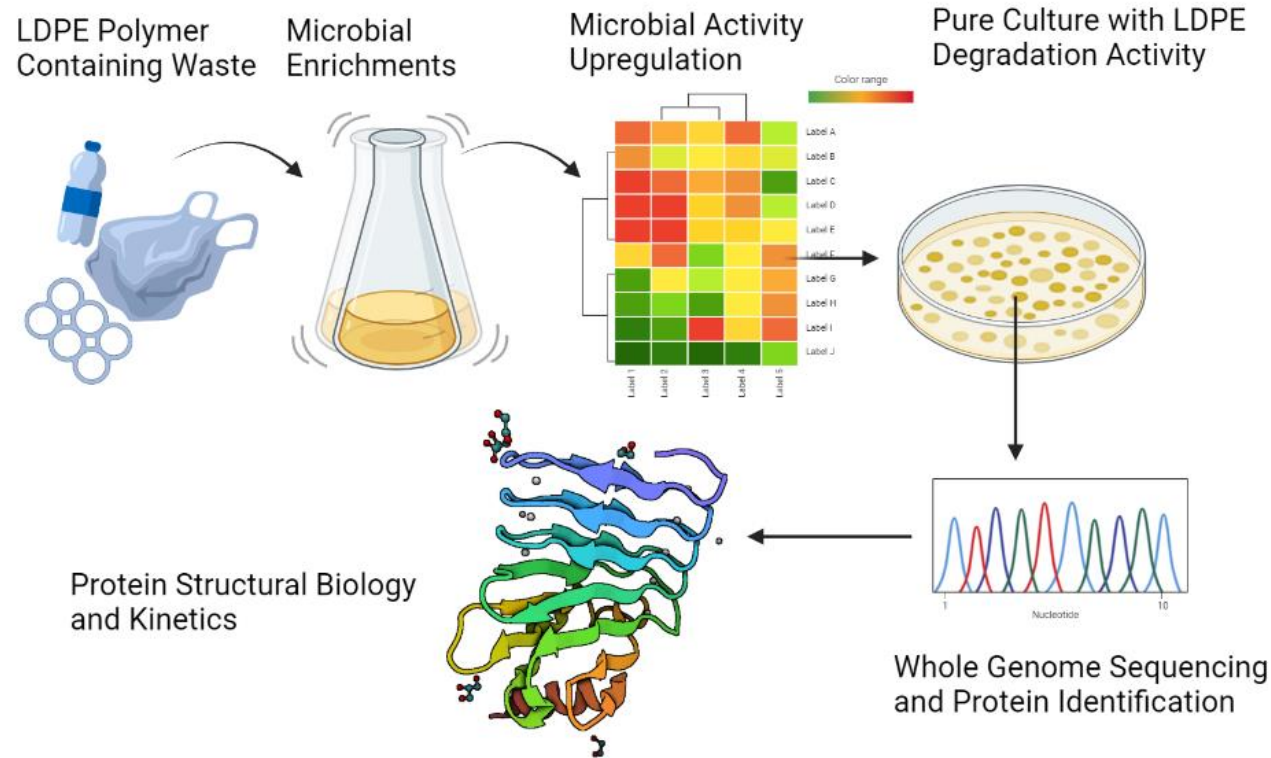 LDPE Polymer
Containing Waste
Microbial
Enrichments
Microbial Activity
Upregulation
Pure Culture with LDPE
Degradation Activity
Color range
Label A
Label B
Label C
Label D
Label E
Label F
Label G
Label H
Label I
Label J
Label 1
Label 2
Label 3
Label 4
Label 5
1
10
Nucleotide
Protein Structural Biology
and Kinetics
Whole Genome Sequencing
and Protein Identification